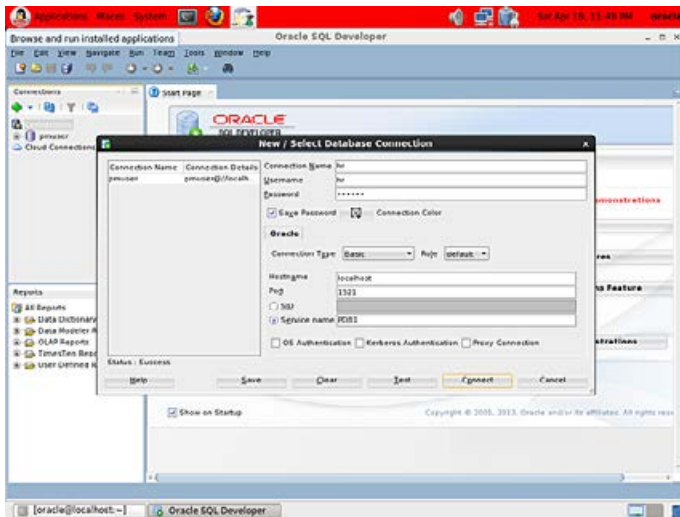 Applications Places System
Sat Apr 19, 11:49 PM oracle
Browse and run installed applications
Oracle SQL Developer
File Edit View Navigate Run Team Tools Window Help
Connections
Start Page
ORACLE
SQL DEVELOPER
pmuser
Cloud Connections
New / Select Database Connection
Connection Name Connection Details
pmuser pmuser@//localh...
Connection Name hr
Username hr
Password ••••••
Save Password Connection Color
Oracle
Connection Type Basic Role default
Hostname localhost
Port 1521
SID
Service name PDB1
OS Authentication Kerberos Authentication Proxy Connection
Status : Success
Help Save Clear Test Connect Cancel
Reports
All Reports
Data Dictionary
Data Modeler R
OLAP Reports
TimesTen Repo
User Defined R
Feature
Show on Startup
Copyright © 2005, 2013, Oracle and/or its affiliates. All rights rese
[oracle@localhost:~]
Oracle SQL Developer